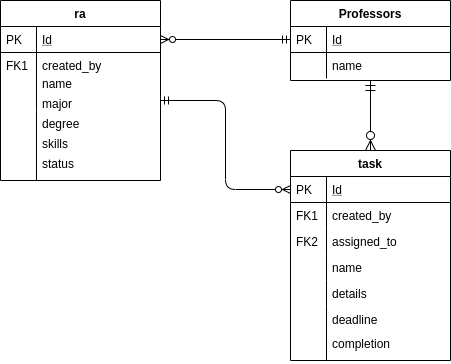 ra
PK Id
FK1 created_by
name
major
degree
skills
status
Professors
PK Id
name
task
PK Id
FK1 created_by
FK2 assigned_to
name
details
deadline
completion